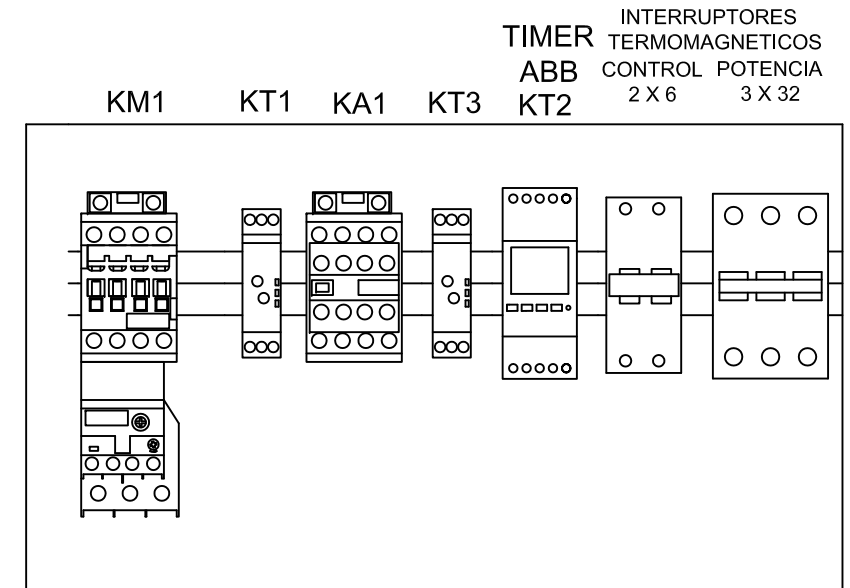 INTERRUPTORES
TIMER TERMOMAGNETICOS
ABB CONTROL POTENCIA
KM1 KT1 KA1 KT3 KT2 2 X 6 3 X 32